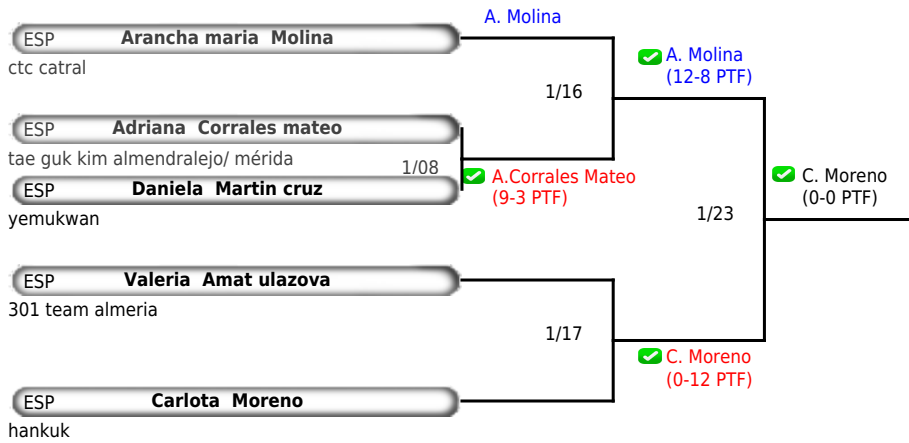 A. Molina
ESP Arancha maria Molina
ctc catral
A. Molina
(12-8 PTF)
1/16
ESP Adriana Corrales mateo
tae guk kim almendralejo/ mérida
1/08
A.Corrales Mateo
(9-3 PTF)
ESP Daniela Martin cruz
yemukwan
C. Moreno
(0-0 PTF)
1/23
ESP Valeria Amat ulazova
301 team almeria
1/17
C. Moreno
(0-12 PTF)
ESP Carlota Moreno
hankuk